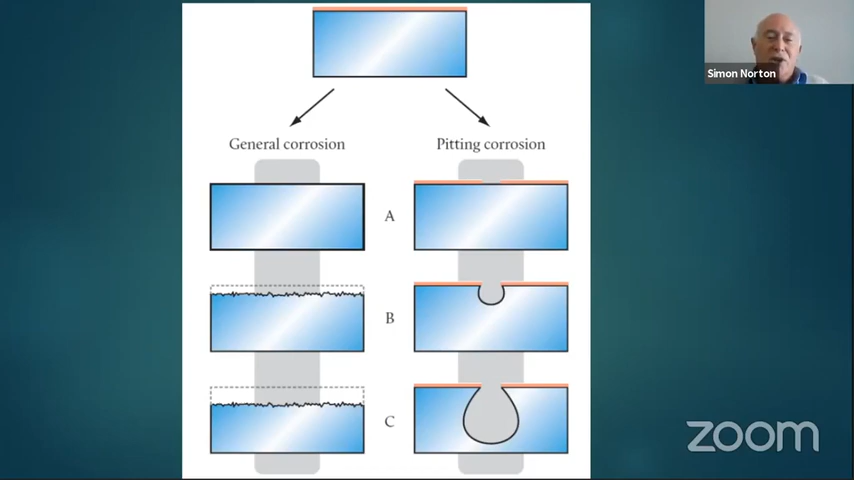 Simon Norton
General corrosion
Pitting corrosion
A
B
C
zoom